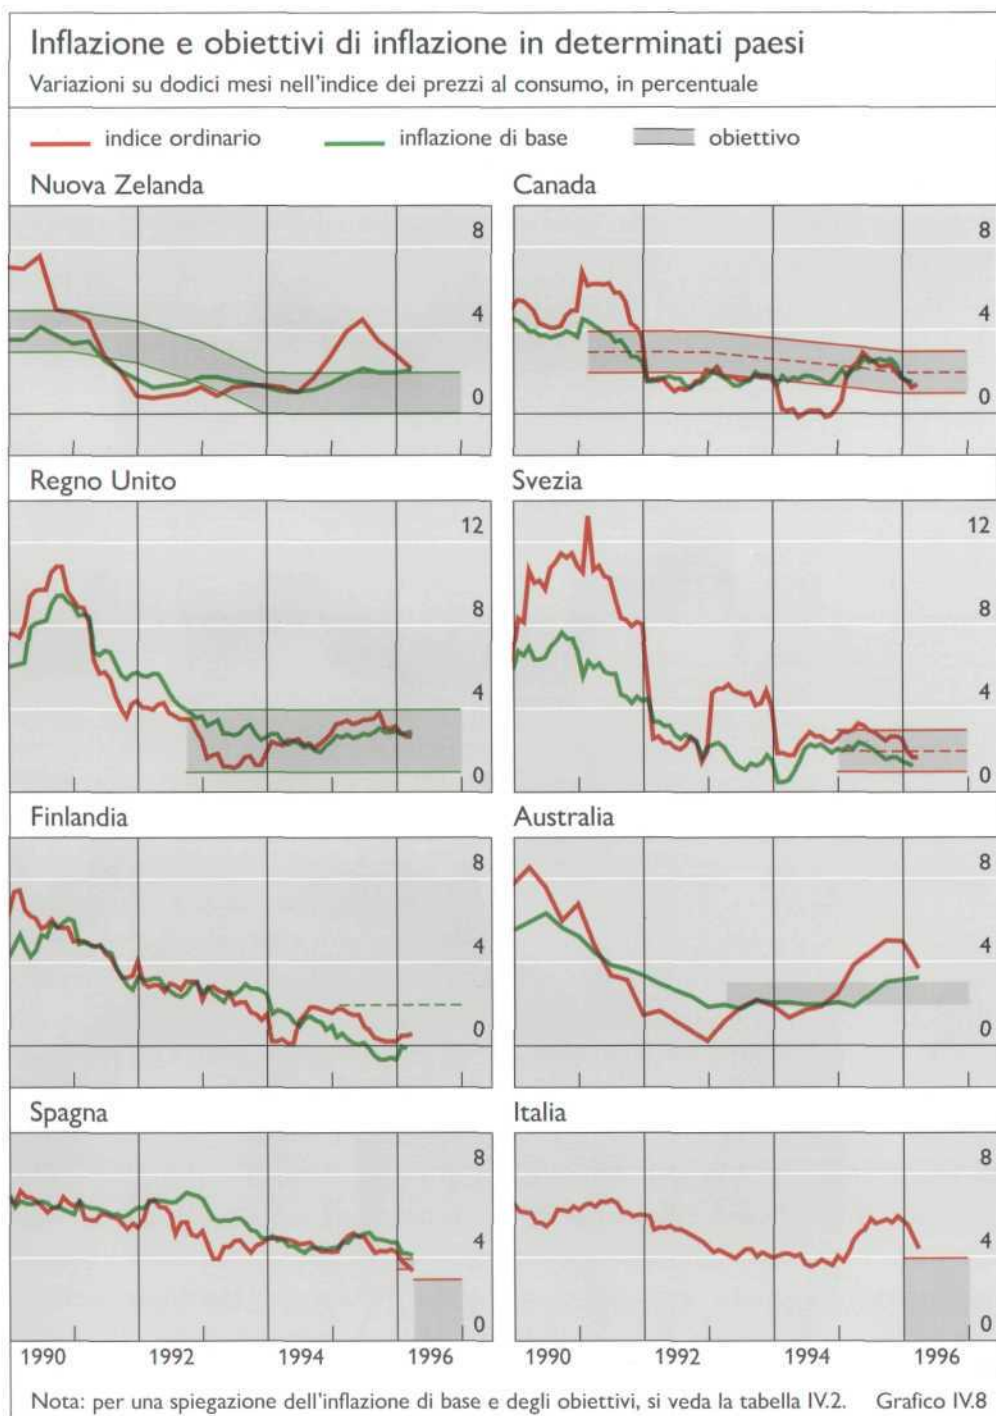 Inflazione e obiettivi di inflazione in determinati paesi
Variazioni su dodici mesi nell'indice dei prezzi al consumo, in percentuale
indice ordinario inflazione di base obiettivo
Nuova Zelanda Canada
8 8
4 4
0 0
Regno Unito Svezia
12 12
8 8
4 4
0 0
Finlandia Australia
8 8
4 4
0 0
Spagna Italia
8 8
4 4
0 0
1990 1992 1994 1996 1990 1992 1994 1996
Nota: per una spiegazione dell'inflazione di base e degli obiettivi, si veda la tabella IV.2. Grafico IV.8